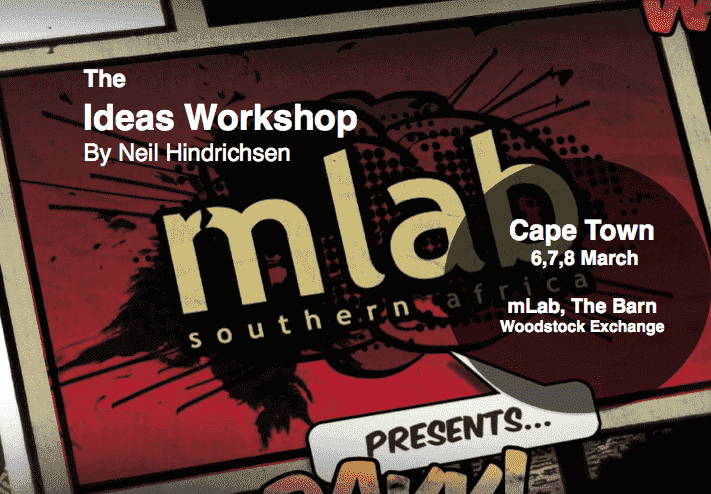 The
Ideas Workshop
By Neil Hindrichsen
mlab
southern africa
Cape Town
6,7,8 March
mLab, The Barn
Woodstock Exchange
PRESENTS...